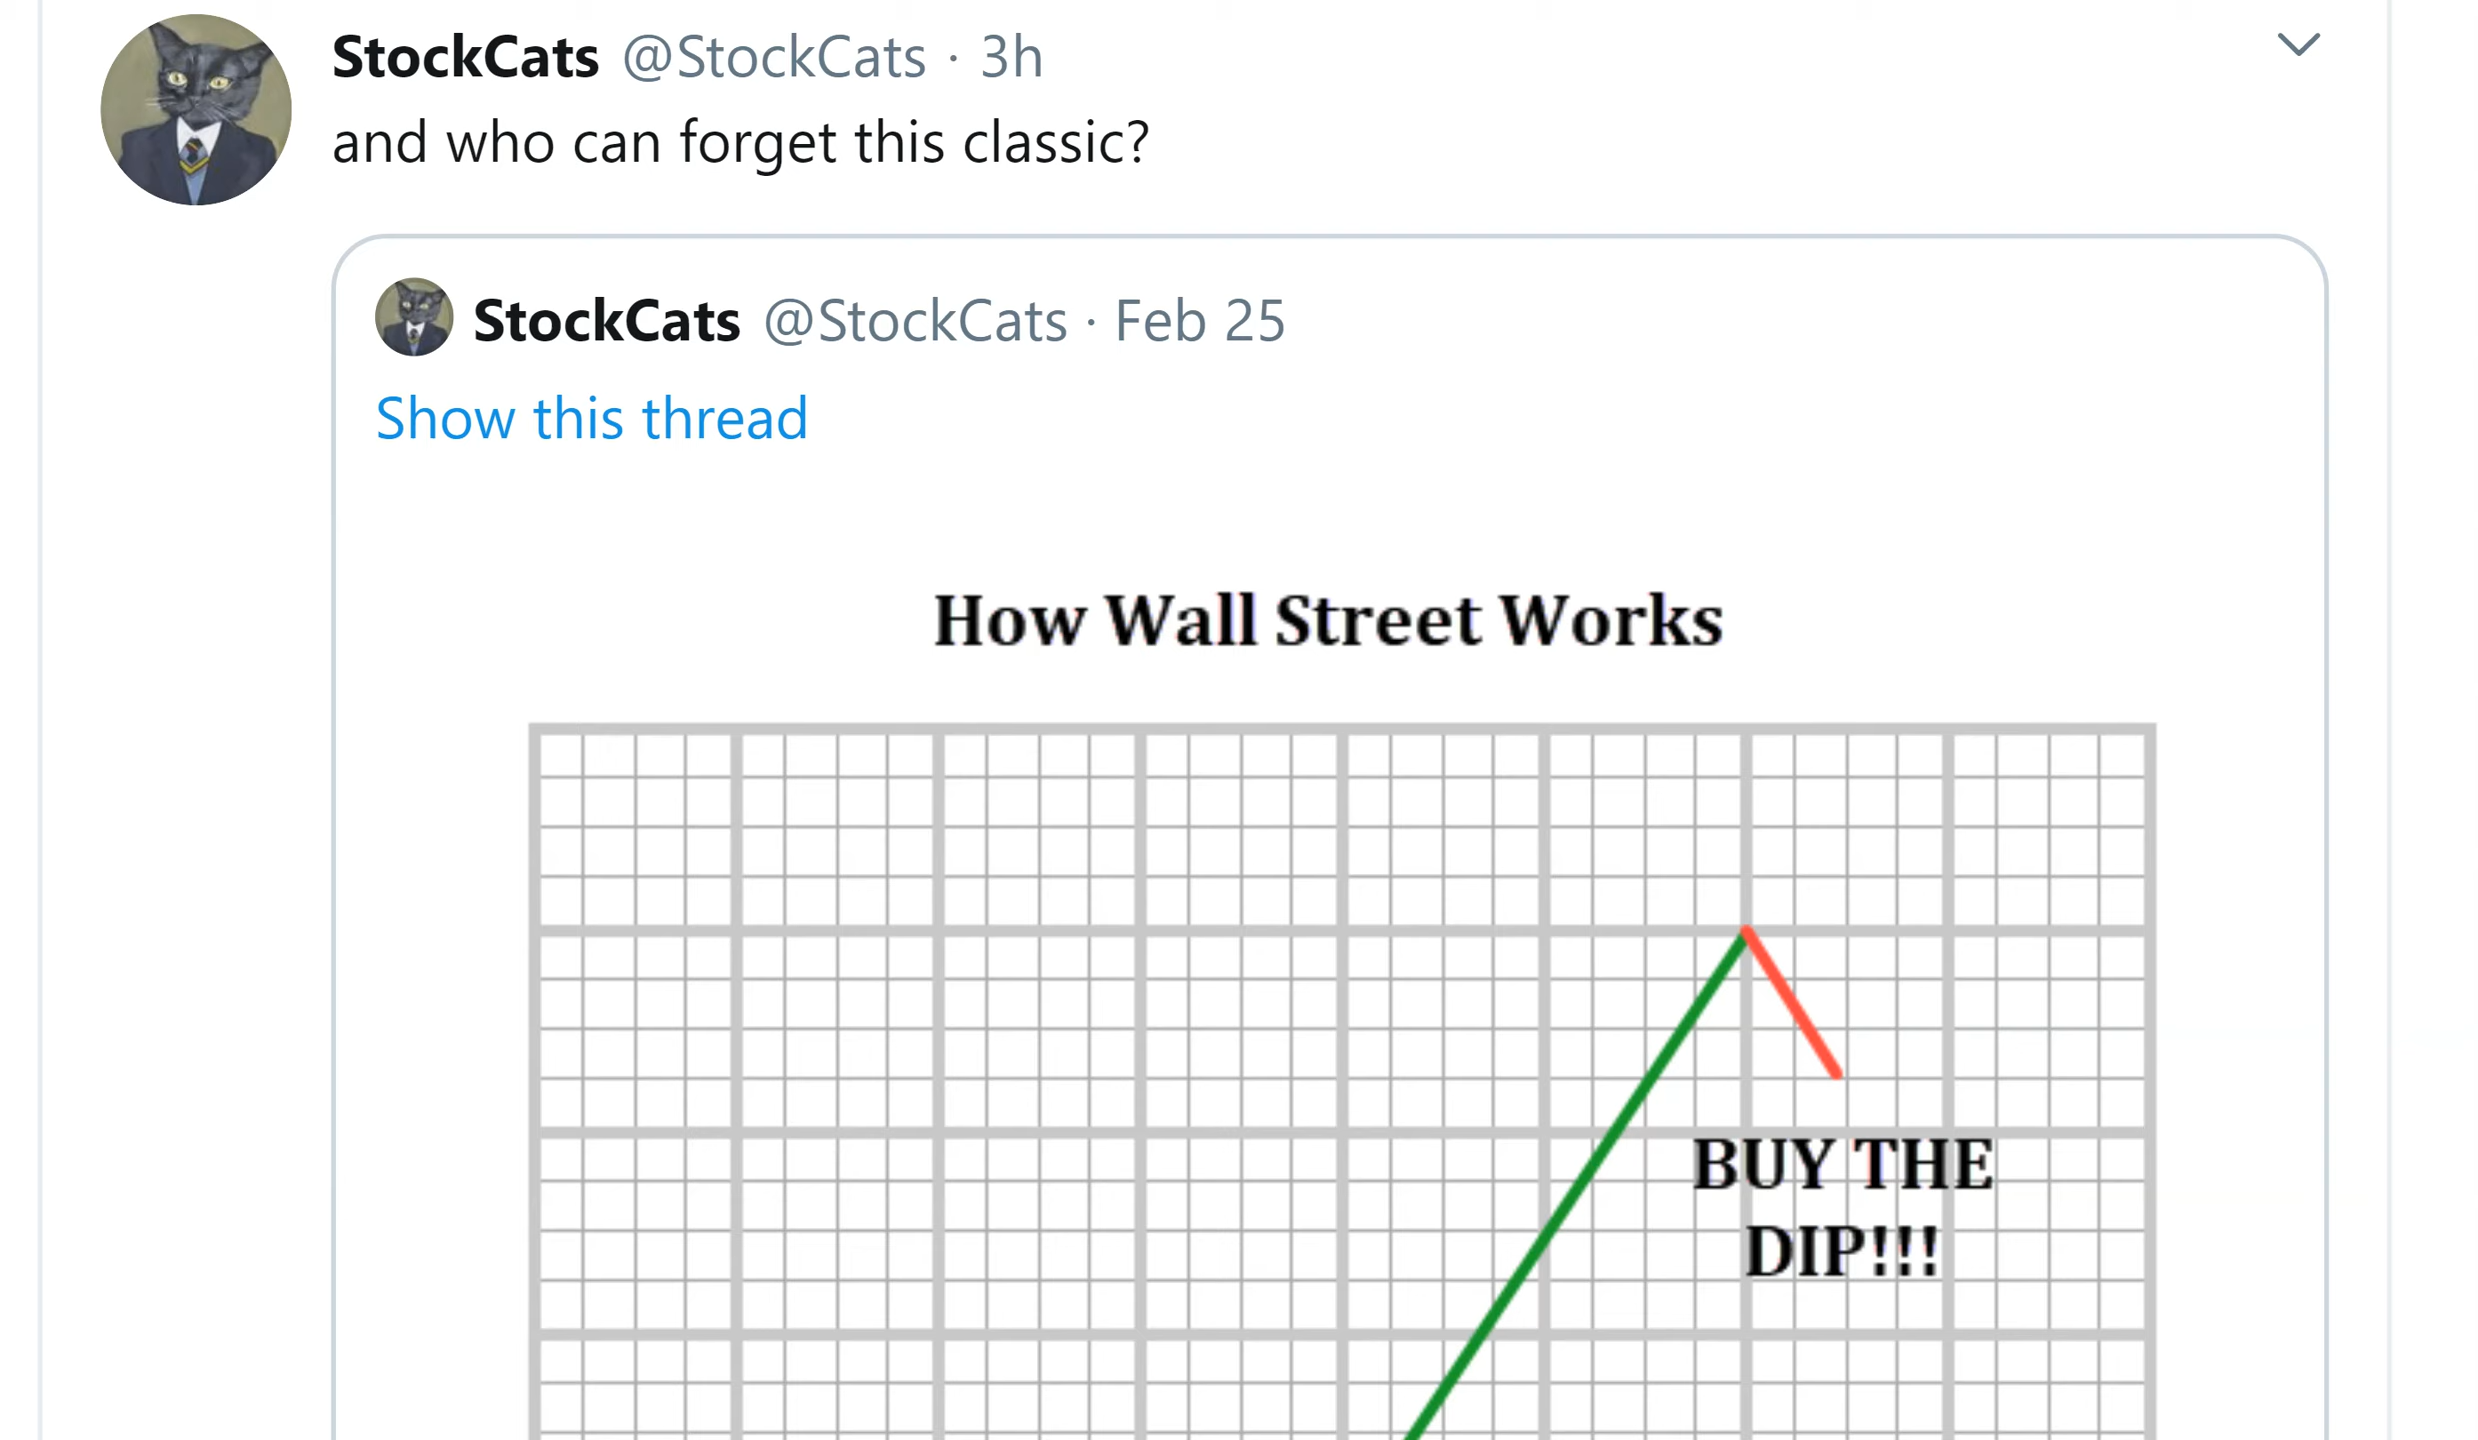 StockCats @StockCats · 3h
and who can forget this classic?
StockCats @StockCats · Feb 25
Show this thread
How Wall Street Works
BUY THE
DIP!!!